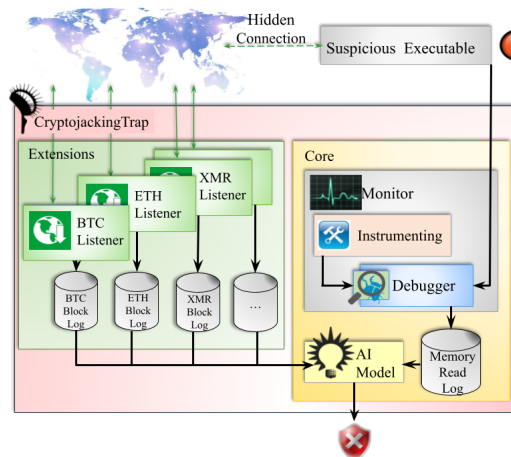 Hidden
Connection
Suspicious Executable
CryptojackingTrap
Extensions
Core
XMR
Listener
ETH
Listener
BTC
Listener
Monitor
Instrumenting
Debugger
BTC
Block
Log
ETH
Block
Log
XMR
Block
Log
...
AI
Model
Memory
Read
Log